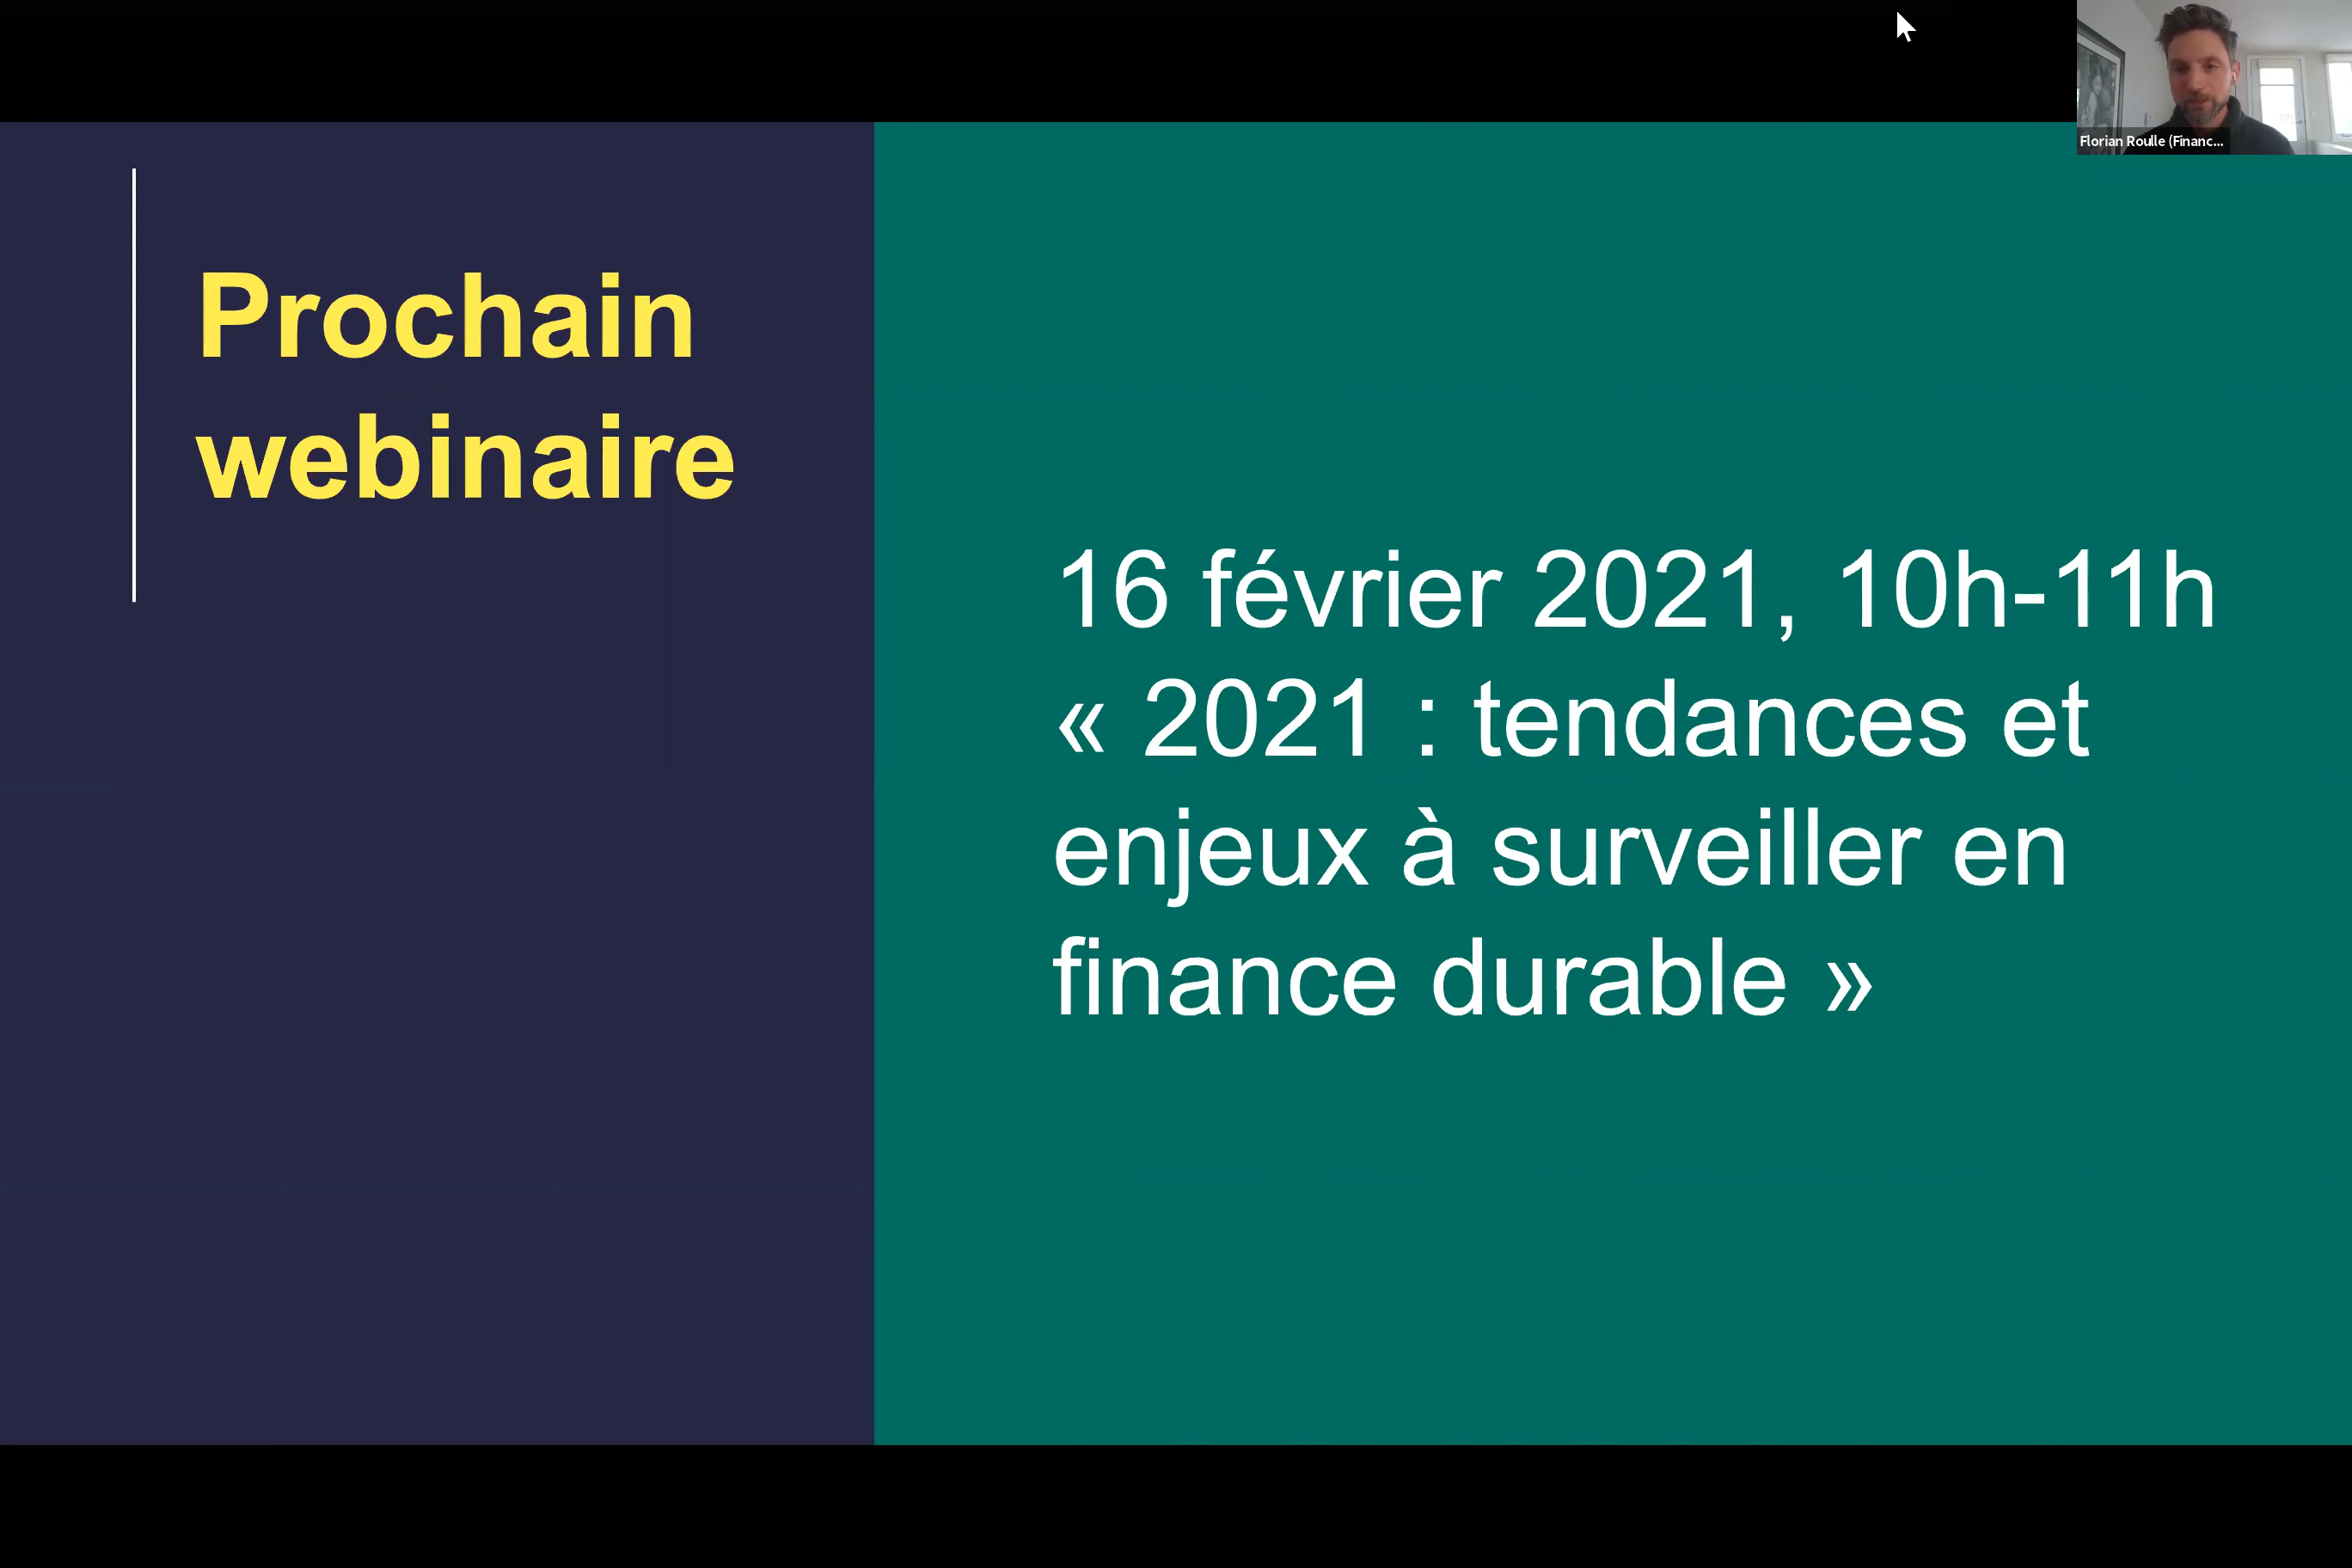 Florian Roulle (Financ...
Prochain
webinaire
16 février 2021, 10h-11h
« 2021 : tendances et
enjeux à surveiller en
finance durable »